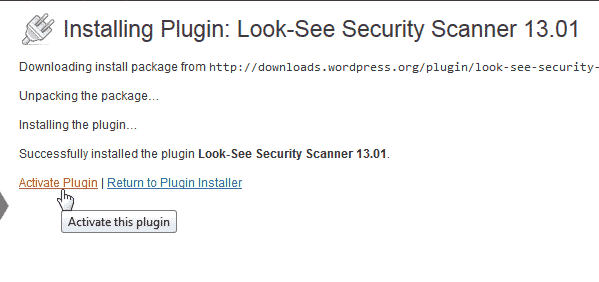 Installing Plugin: Look-See Security Scanner 13.01
Downloading install package from http://downloads.wordpress.org/plugin/look-see-security-
Unpacking the package…
Installing the plugin…
Successfully installed the plugin Look-See Security Scanner 13.01.
Activate Plugin | Return to Plugin Installer
Activate this plugin